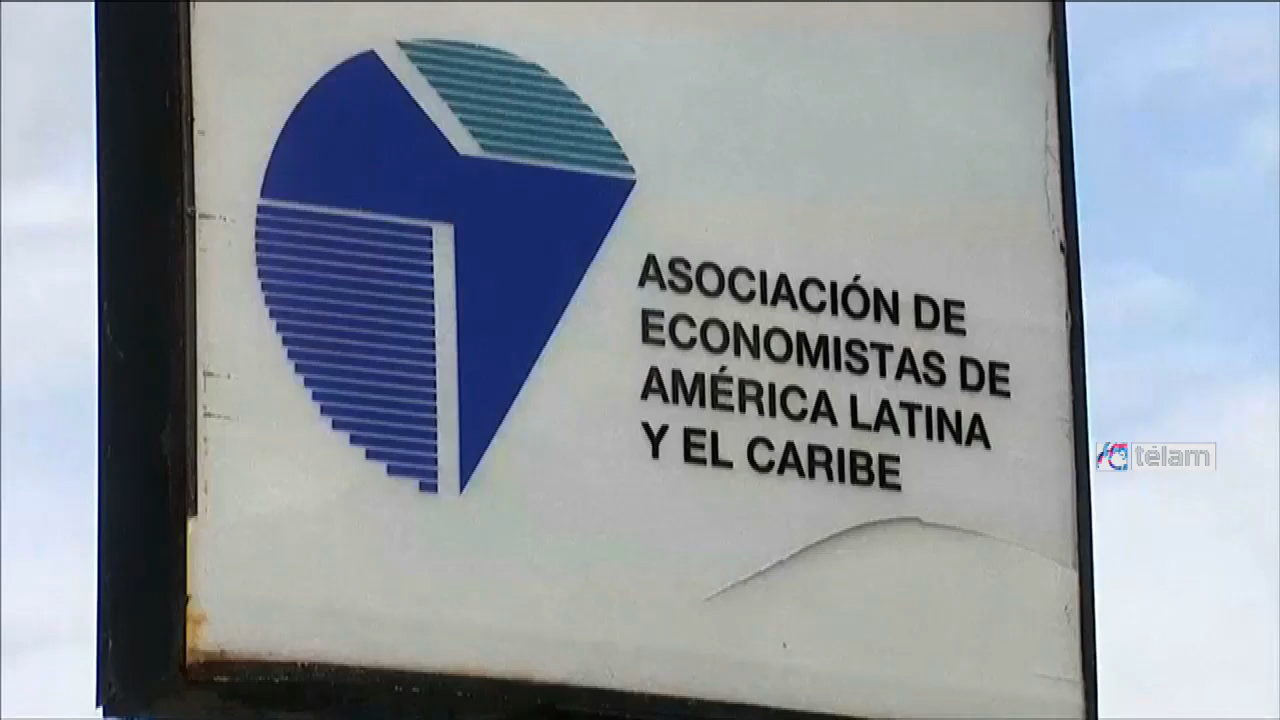 ASOCIACIÓN DE
ECONOMISTAS DE
AMÉRICA LATINA
Y EL CARIBE
télam